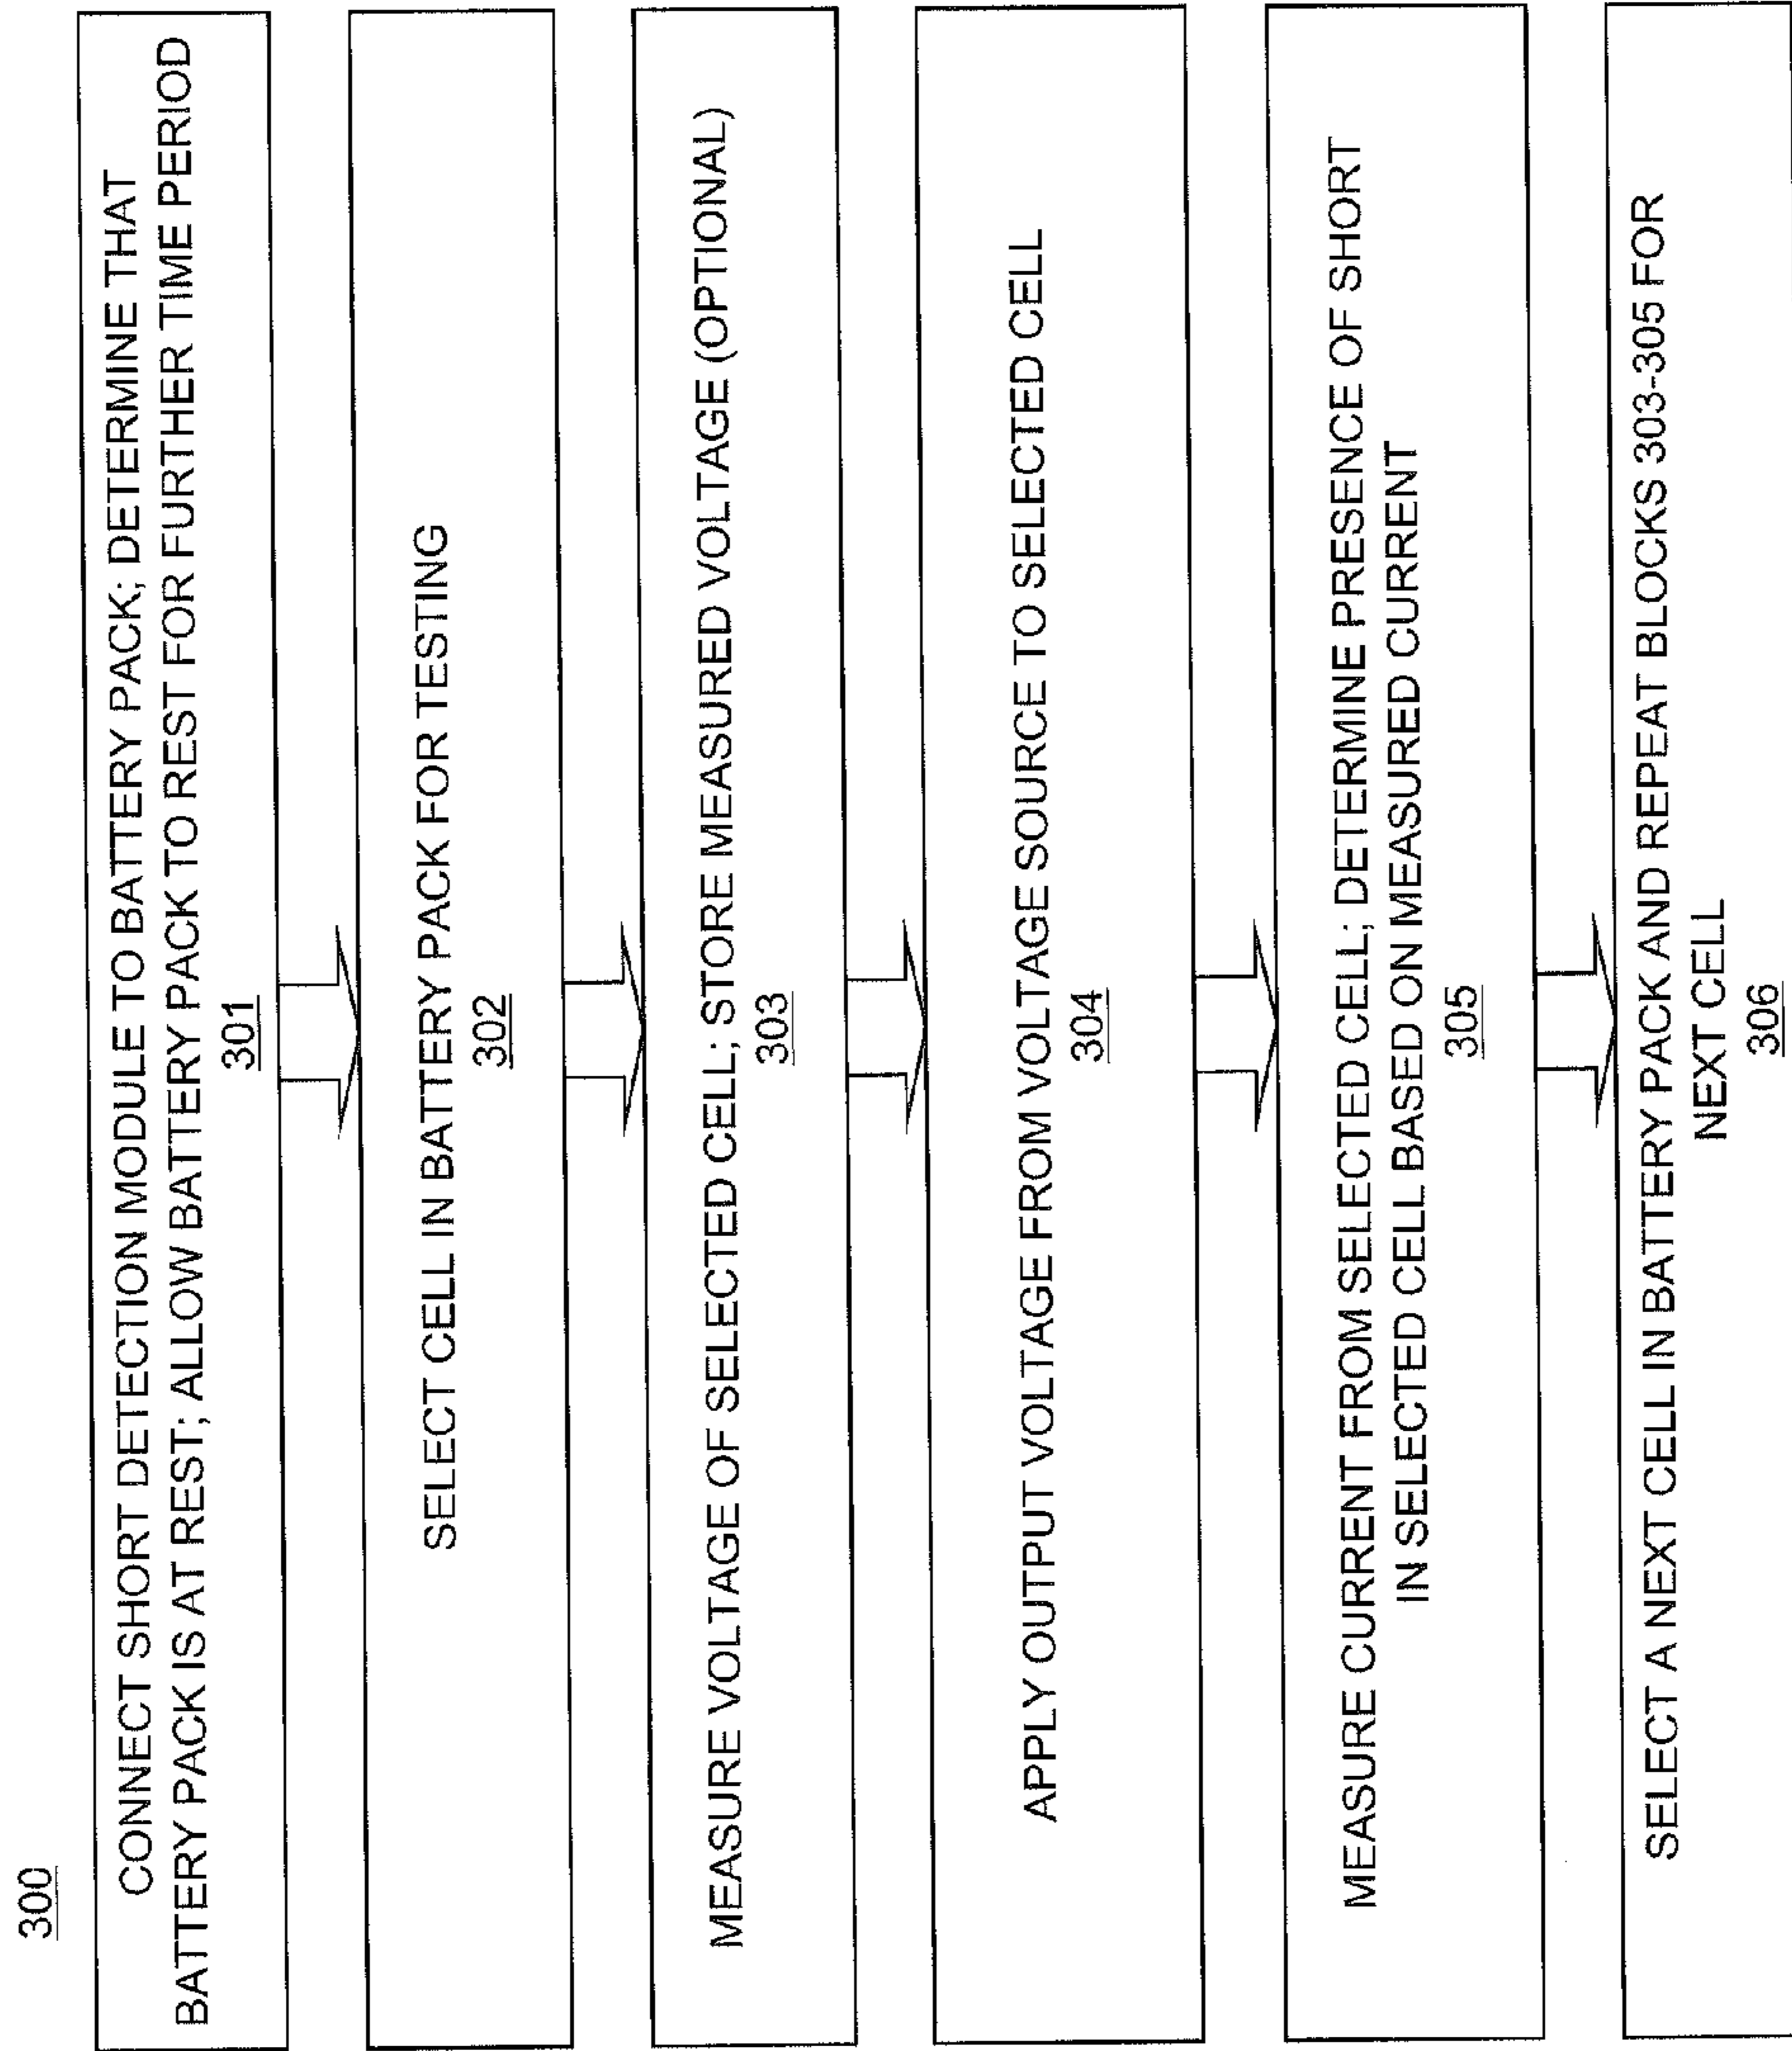 300
CONNECT SHORT DETECTION MODULE TO BATTERY PACK; DETERMINE THAT
BATTERY PACK IS AT REST; ALLOW BATTERY PACK TO REST FOR FURTHER TIME PERIOD
301
SELECT CELL IN BATTERY PACK FOR TESTING
302
MEASURE VOLTAGE OF SELECTED CELL; STORE MEASURED VOLTAGE (OPTIONAL)
303
APPLY OUTPUT VOLTAGE FROM VOLTAGE SOURCE TO SELECTED CELL
304
MEASURE CURRENT FROM SELECTED CELL; DETERMINE PRESENCE OF SHORT
IN SELECTED CELL BASED ON MEASURED CURRENT
305
SELECT A NEXT CELL IN BATTERY PACK AND REPEAT BLOCKS 303-305 FOR
NEXT CELL
306